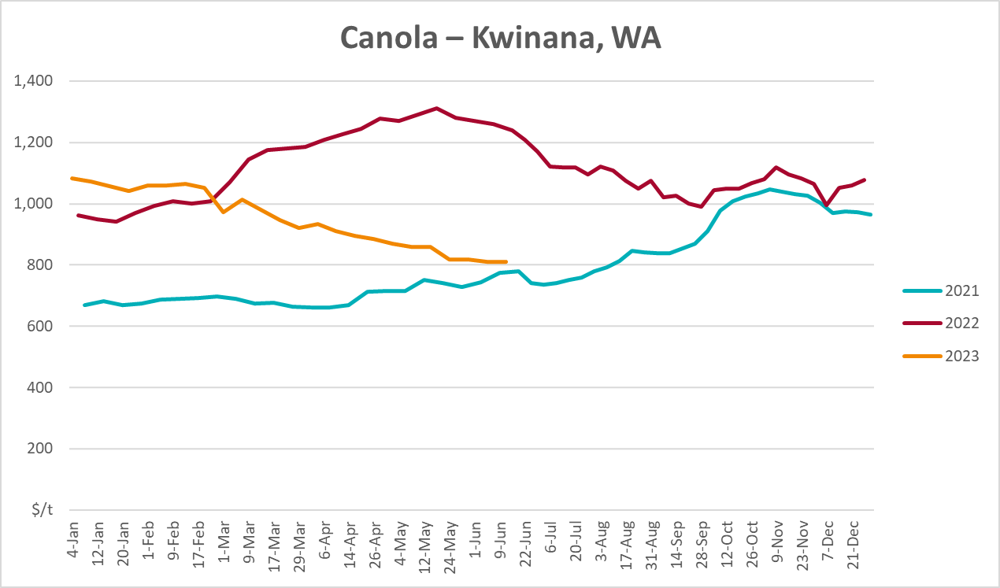 Canola – Kwinana, WA
1,400
1,200
1,000
800
600
400
200
$/t
4-Jan
12-Jan
20-Jan
1-Feb
9-Feb
17-Feb
1-Mar
9-Mar
17-Mar
29-Mar
6-Apr
14-Apr
26-Apr
4-May
12-May
24-May
1-Jun
9-Jun
22-Jun
6-Jul
20-Jul
3-Aug
17-Aug
31-Aug
14-Sep
28-Sep
12-Oct
26-Oct
9-Nov
23-Nov
7-Dec
21-Dec
2021
2022
2023